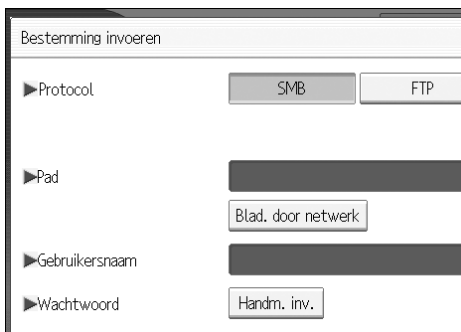 Bestemming invoeren
▶Protocol SMB FTP
▶Pad
Blad. door netwerk
▶Gebruikersnaam
▶Wachtwoord Handm. inv.